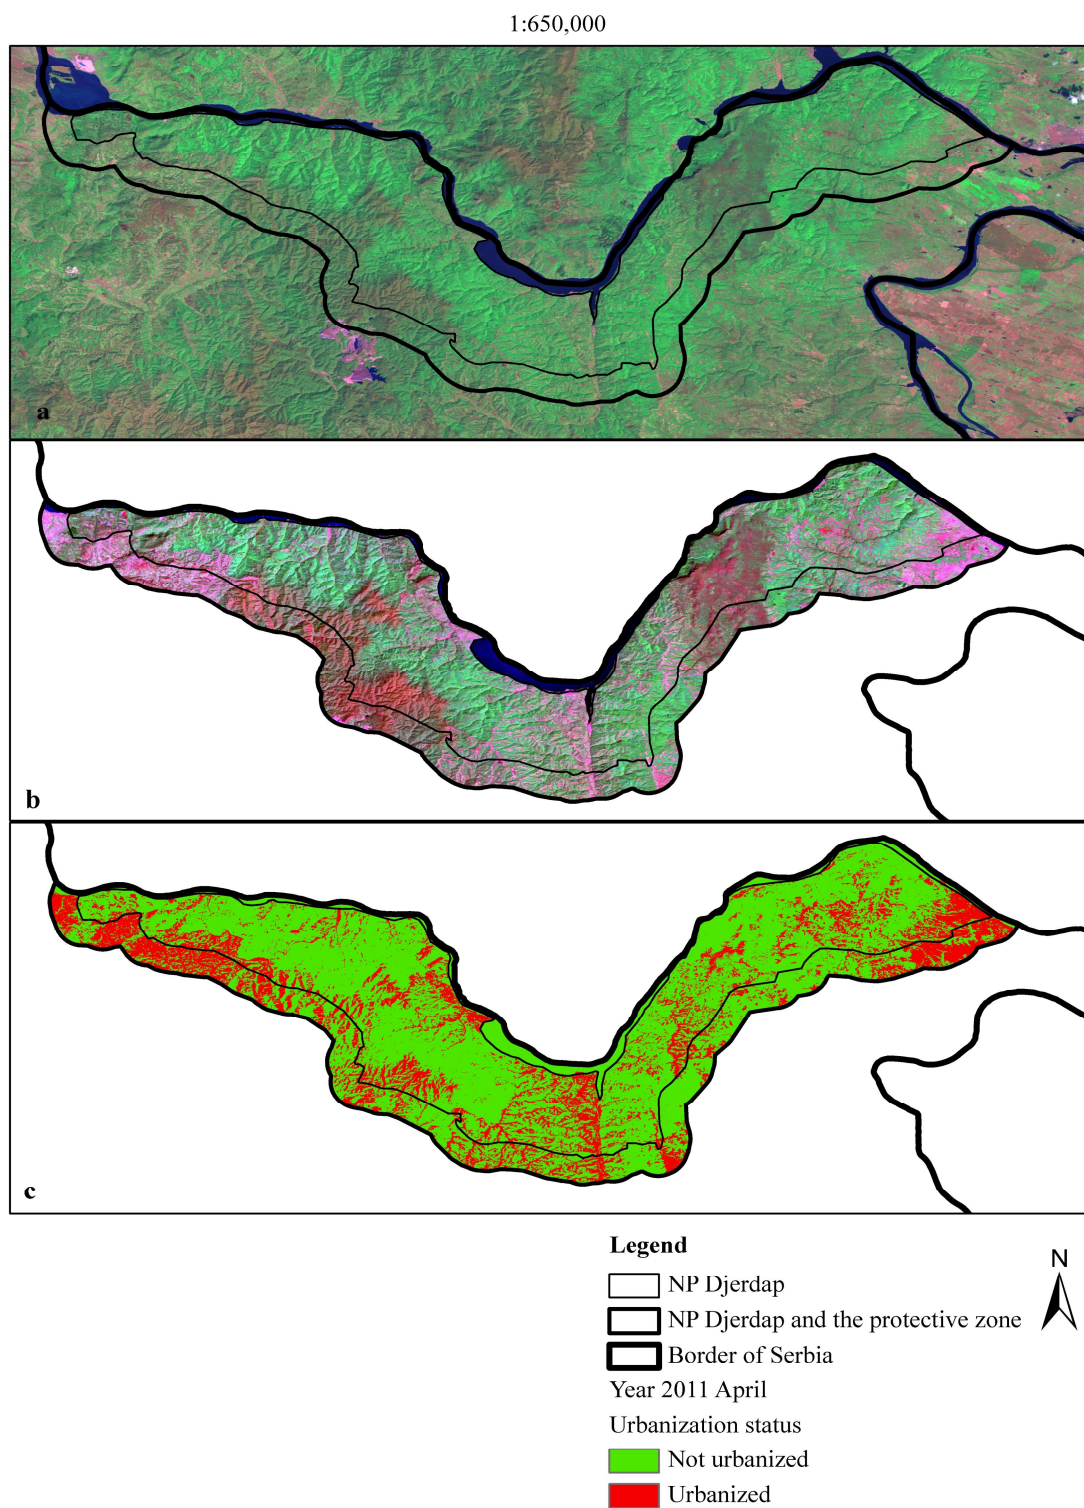 1:650,000
a
b
c
Legend
N
NP Djerdap
NP Djerdap and the protective zone
Border of Serbia
Year 2011 April
Urbanization status
Not urbanized
Urbanized